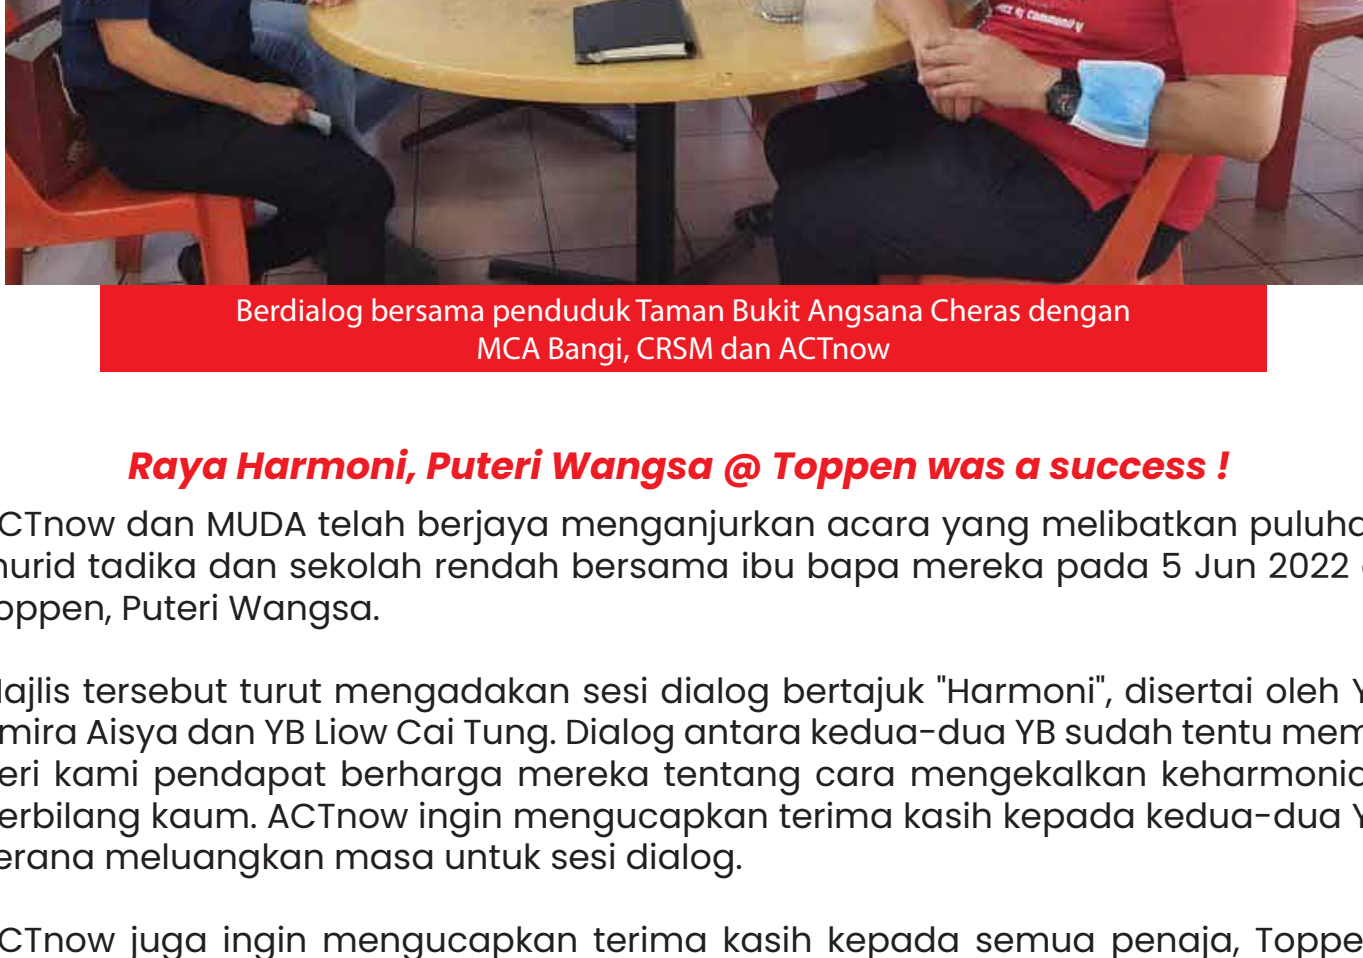 Berdialog bersama penduduk Taman Bukit Angsana Cheras dengan
MCA Bangi, CRSM dan ACTnow
Raya Harmoni, Puteri Wangsa @ Toppen was a success !
CTnow dan MUDA telah berjaya menganjurkan acara yang melibatkan puluha
urid tadika dan sekolah rendah bersama ibu bapa mereka pada 5 Jun 2022
oppen, Puteri Wangsa.
ajlis tersebut turut mengadakan sesi dialog bertajuk "Harmoni", disertai oleh Y
mira Aisya dan YB Liow Cai Tung. Dialog antara kedua-dua YB sudah tentu mem
eri kami pendapat berharga mereka tentang cara mengekalkan keharmonia
erbilang kaum. ACTnow ingin mengucapkan terima kasih kepada kedua-dua Y
erana meluangkan masa untuk sesi dialog.
CTnow juga ingin mengucapkan terima kasih kepada semua penaja, Toppe